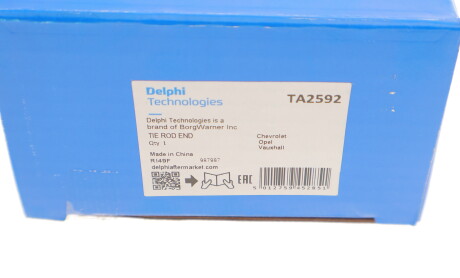 Delphi
Technologies
TA2592
Delphi Technologies is a
brand of BorgWarner Inc
TIE ROD END
Qty 1
Chevrolet
Opel
Vauxhall
Made in China
delphiaftermarket.com
EAC